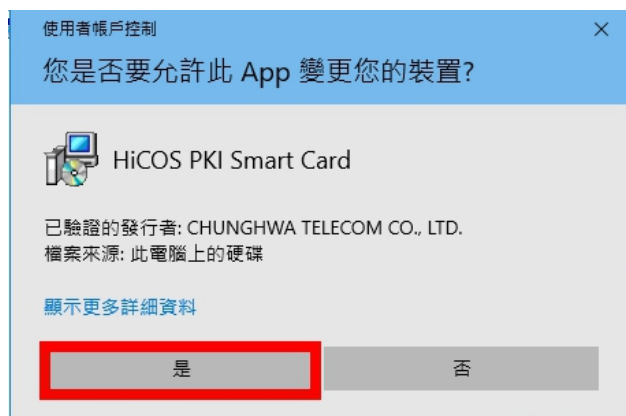 使用者帳戶控制
您是否要允許此 App 變更您的裝置?
HiCOS PKI Smart Card
已驗證的發行者: CHUNGHWA TELECOM CO., LTD.
檔案來源: 此電腦上的硬碟
顯示更多詳細資料
是
否